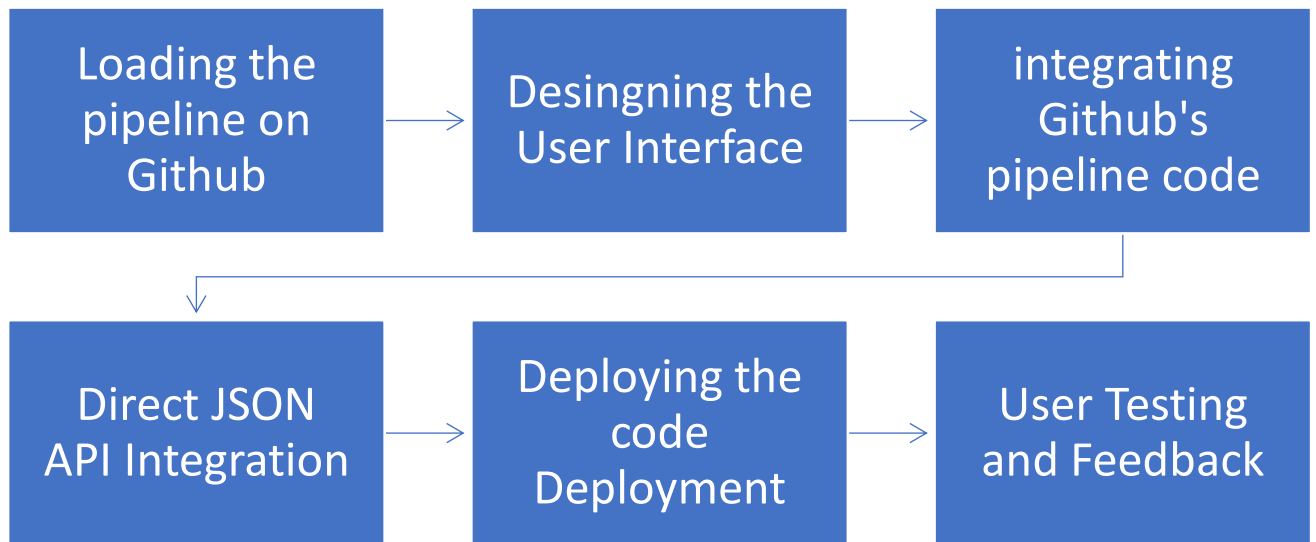 Loading the
pipeline on
Github
Desingning the
User Interface
integrating
Github's
pipeline code
Direct JSON
API Integration
Deploying the
code
Deployment
User Testing
and Feedback